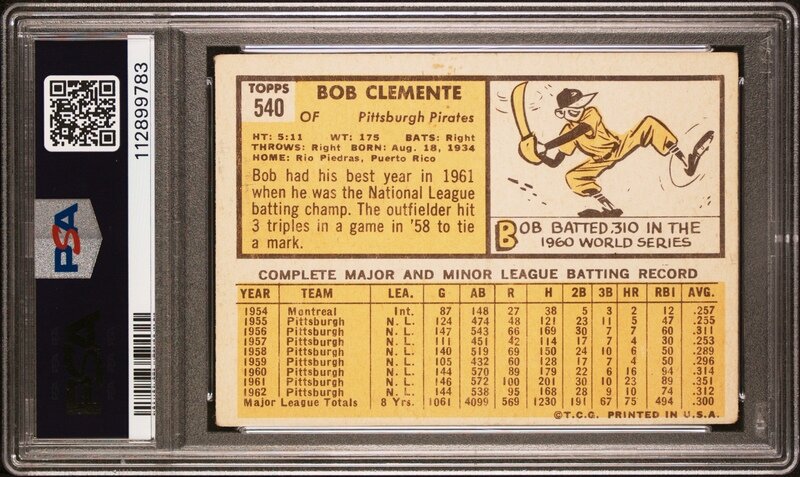 112899783
PSA
TOPPS
540
BOB CLEMENTE
OF Pittsburgh Pirates
HT: 5:11 WT: 175 BATS: Right
THROWS: Right BORN: Aug. 18, 1934
HOME: Rio Piedras, Puerto Rico
Bob had his best year in 1961
when he was the National League
batting champ. The outfielder hit
3 triples in a game in '58 to tie
a mark.
BOB BATTED .310 IN THE
1960 WORLD SERIES
COMPLETE MAJOR AND MINOR LEAGUE BATTING RECORD
YEAR TEAM LEA. G AB R H 2B 3B HR RBI AVG.
1954 Montreal Int. 87 148 27 38 5 3 2 12 .257
1955 Pittsburgh N. L. 124 474 48 121 23 11 5 47 .255
1956 Pittsburgh N. L. 147 543 66 169 30 7 7 60 .311
1957 Pittsburgh N. L. 111 451 42 114 17 7 4 30 .253
1958 Pittsburgh N. L. 140 519 69 150 24 10 6 50 .289
1959 Pittsburgh N. L. 105 432 60 128 17 7 4 50 .296
1960 Pittsburgh N. L. 144 570 89 179 22 6 16 94 .314
1961 Pittsburgh N. L. 146 572 100 201 30 10 23 89 .351
1962 Pittsburgh N. L. 144 538 95 168 28 9 10 74 .312
Major League Totals 8 Yrs. 1061 4099 569 1230 191 67 75 494 .300
©T.C.G. PRINTED IN U.S.A.